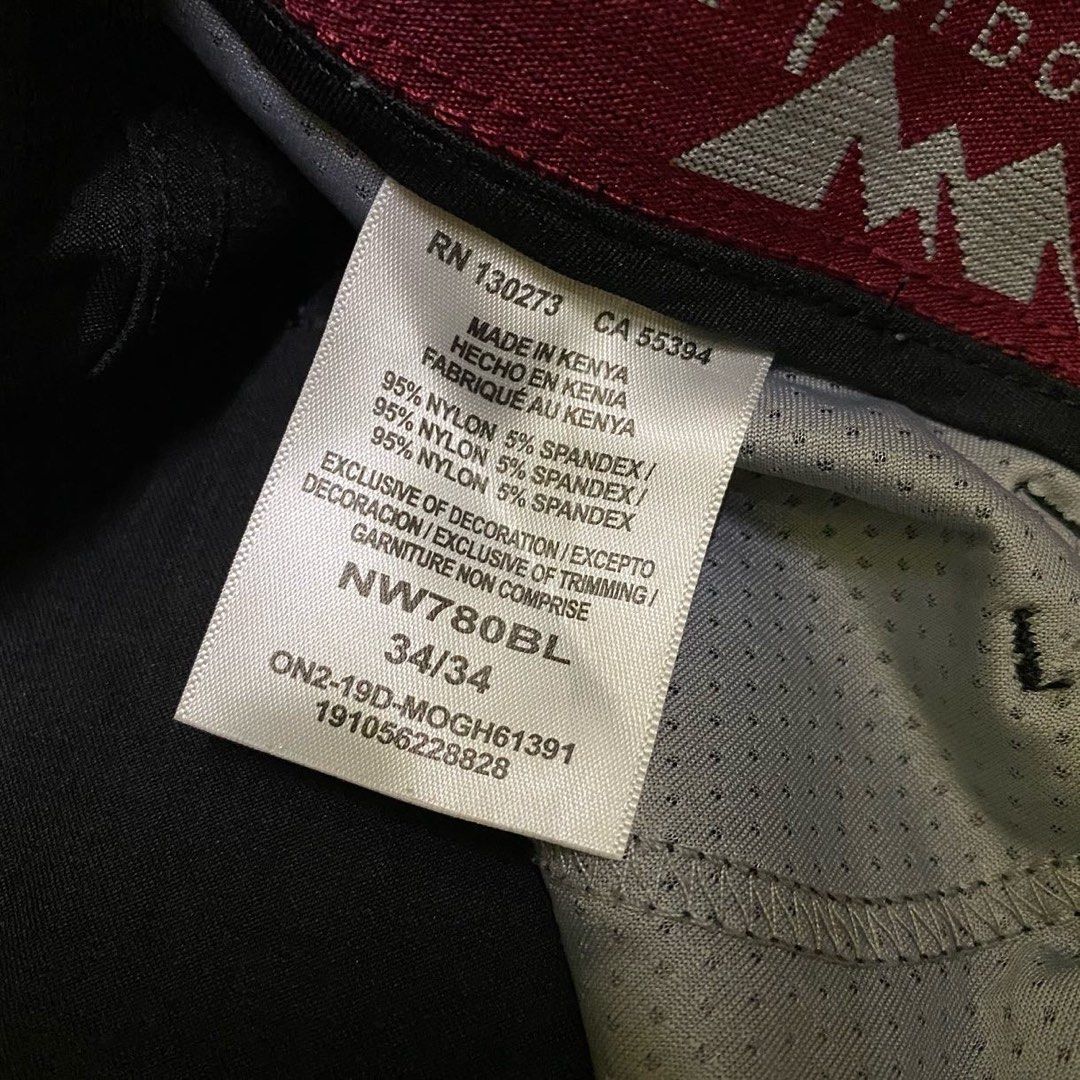 RN 130273 CA 55394
MADE IN KENYA
HECHO EN KENIA
FABRIQUÉ AU KENYA
95% NYLON 5% SPANDEX /
95% NYLON 5% SPANDEX /
95% NYLON 5% SPANDEX
EXCLUSIVE OF DECORATION / EXCEPTO
DECORACION / EXCLUSIVE OF TRIMMING /
GARNITURE NON COMPRISE
NW780BL
34/34
ON2-19D-MOGH61391
191056228828